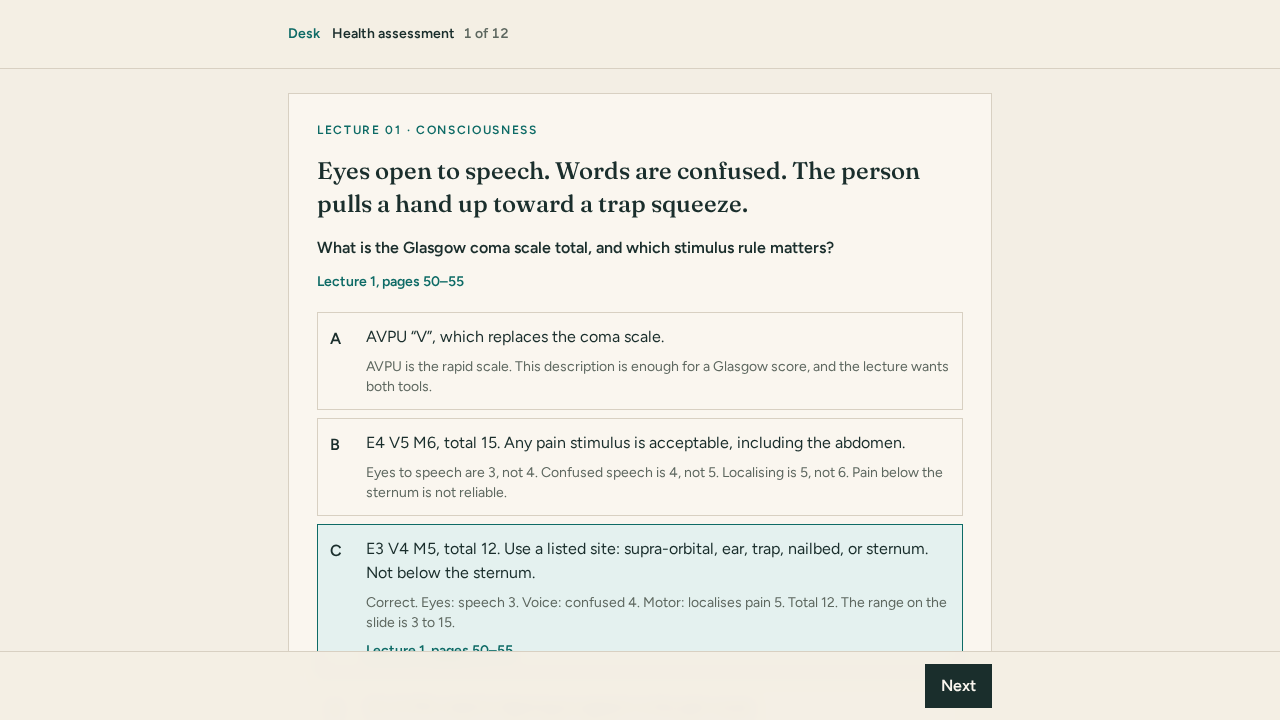 Desk Health assessment 1 of 12
LECTURE 01 · CONSCIOUSNESS
Eyes open to speech. Words are confused. The person
pulls a hand up toward a trap squeeze.
What is the Glasgow coma scale total, and which stimulus rule matters?
Lecture 1, pages 50–55
A AVPU “V”, which replaces the coma scale.
AVPU is the rapid scale. This description is enough for a Glasgow score, and the lecture wants
both tools.
B E4 V5 M6, total 15. Any pain stimulus is acceptable, including the abdomen.
Eyes to speech are 3, not 4. Confused speech is 4, not 5. Localising is 5, not 6. Pain below the
sternum is not reliable.
C E3 V4 M5, total 12. Use a listed site: supra-orbital, ear, trap, nailbed, or sternum.
Not below the sternum.
Correct. Eyes: speech 3. Voice: confused 4. Motor: localises pain 5. Total 12. The range on the
slide is 3 to 15.
Lecture 1, pages 50–55
Next